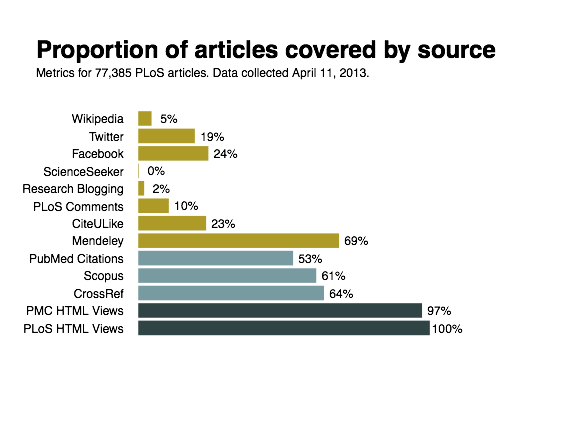 Proportion of articles covered by source
Metrics for 77,385 PLoS articles. Data collected April 11, 2013.
Wikipedia 5%
Twitter 19%
Facebook 24%
ScienceSeeker 0%
Research Blogging 2%
PLoS Comments 10%
CiteULike 23%
Mendeley 69%
PubMed Citations 53%
Scopus 61%
CrossRef 64%
PMC HTML Views 97%
PLoS HTML Views 100%